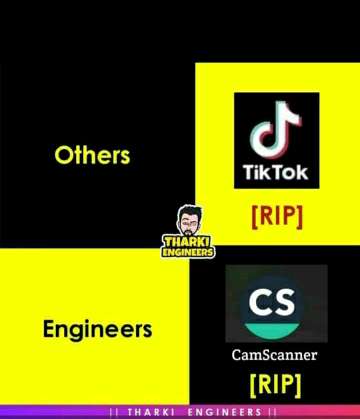 Others
TikTok
[RIP]
THARKI
ENGINEERS
Engineers
CS
CamScanner
[RIP]
|| THARKI ENGINEERS ||